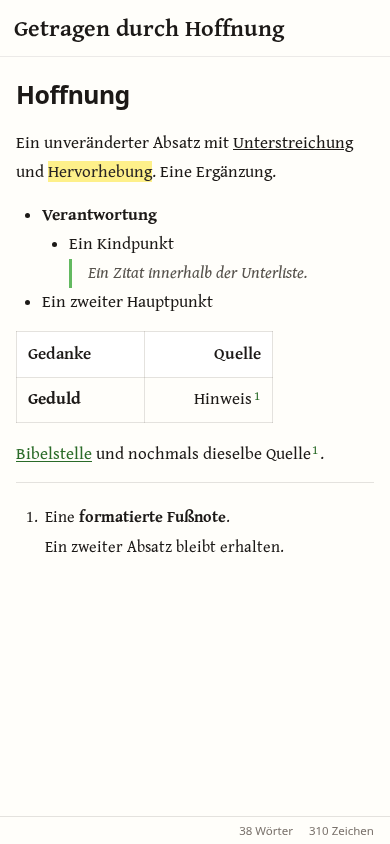 Getragen durch Hoffnung
Hoffnung
Ein unveränderter Absatz mit Unterstreichung
und Hervorhebung. Eine Ergänzung.
• Verantwortung
• Ein Kindpunkt
Ein Zitat innerhalb der Unterliste.
• Ein zweiter Hauptpunkt
Gedanke Quelle
Geduld Hinweis¹
Bibelstelle und nochmals dieselbe Quelle¹.
1. Eine formatierte Fußnote.
Ein zweiter Absatz bleibt erhalten.
38 Wörter 310 Zeichen